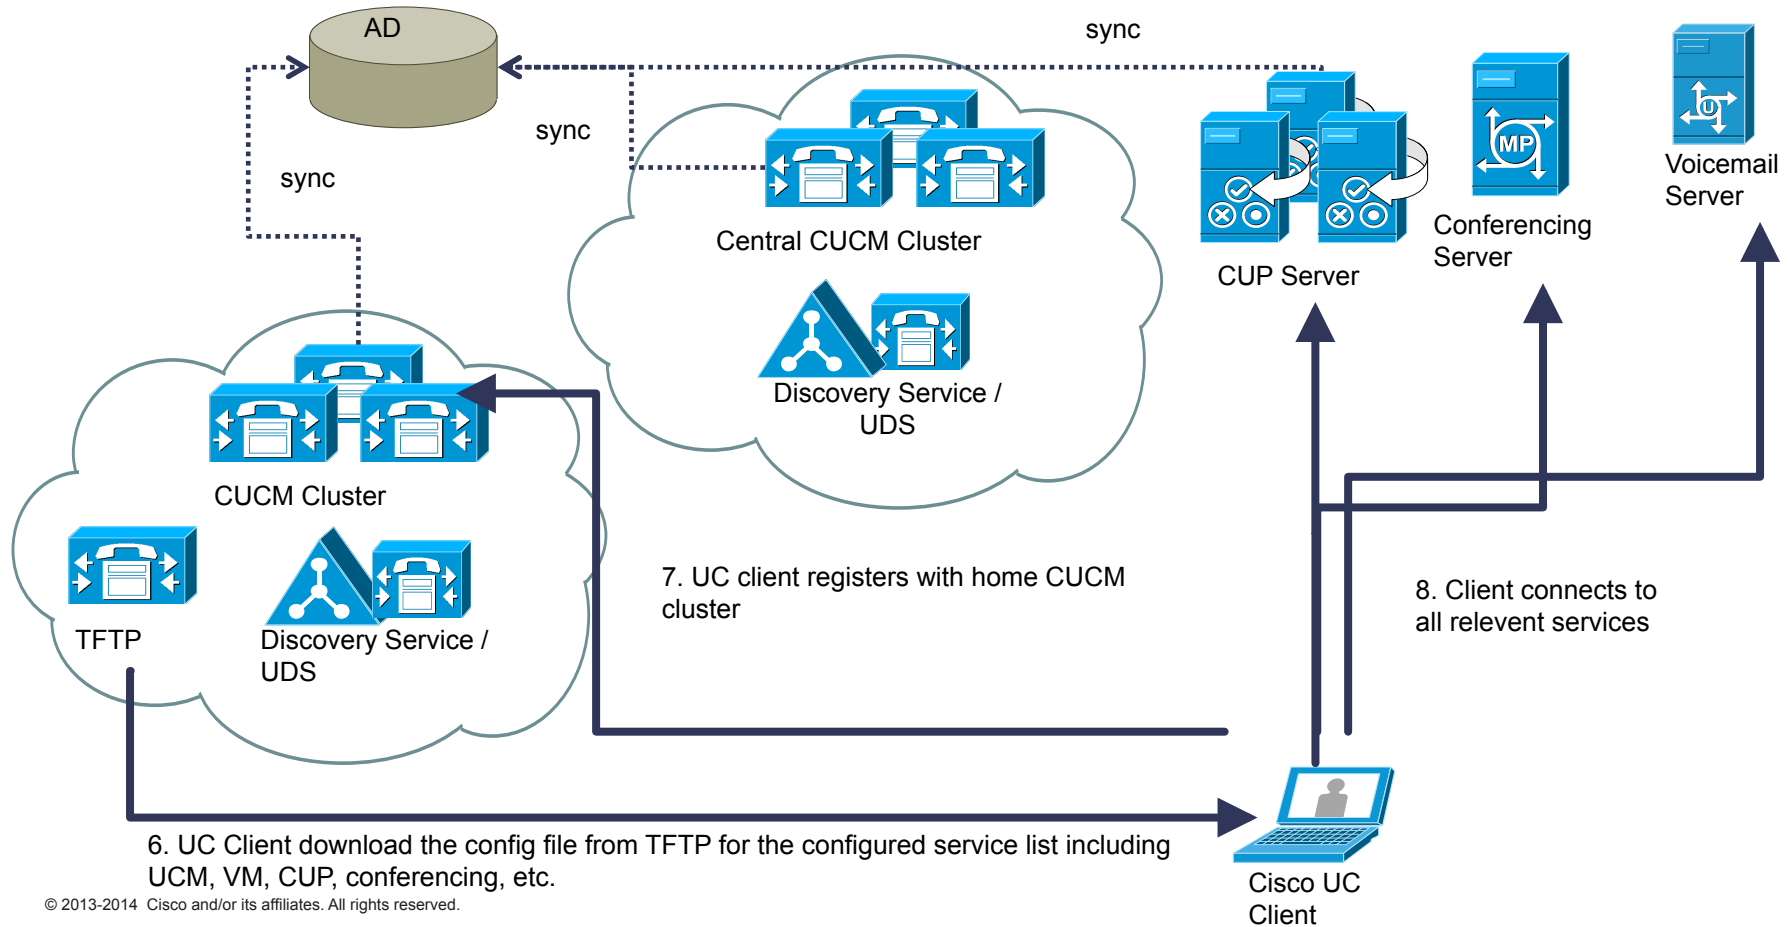 AD
sync
sync
sync
Voicemail
Server
MP
U
Conferencing
Server
Central CUCM Cluster
CUP Server
Discovery Service /
UDS
CUCM Cluster
7. UC client registers with home CUCM
cluster
8. Client connects to
all relevent services
TFTP
Discovery Service /
UDS
6. UC Client download the config file from TFTP for the configured service list including
UCM, VM, CUP, conferencing, etc.
Cisco UC
Client
© 2013-2014 Cisco and/or its affiliates. All rights reserved.